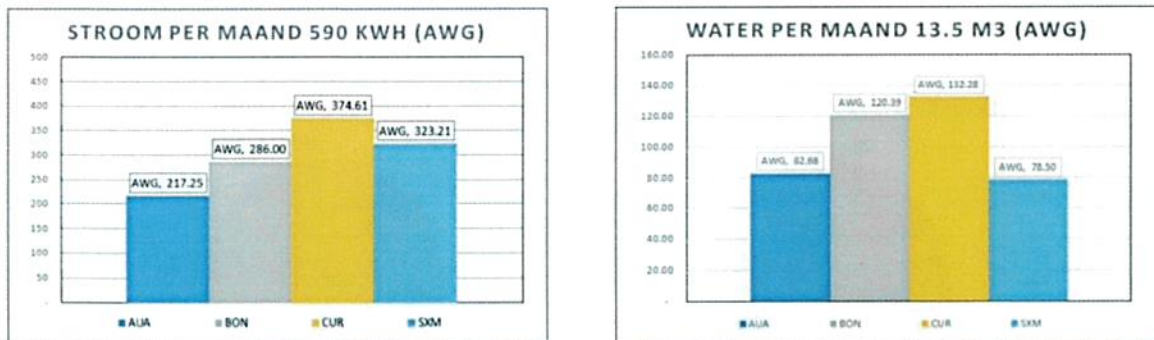 STROOM PER MAAND 590 KWH (AWG)
500
450
400
350
300
250
200
150
100
50
-
AWG, 217.25
AWG, 286.00
AWG, 374.61
AWG, 323.21
AUA BON CUR SXM
WATER PER MAAND 13.5 M3 (AWG)
160.00
140.00
120.00
100.00
80.00
60.00
40.00
20.00
-
AWG, 82.68
AWG, 120.39
AWG, 132.28
AWG, 78.50
AUA BON CUR SXM